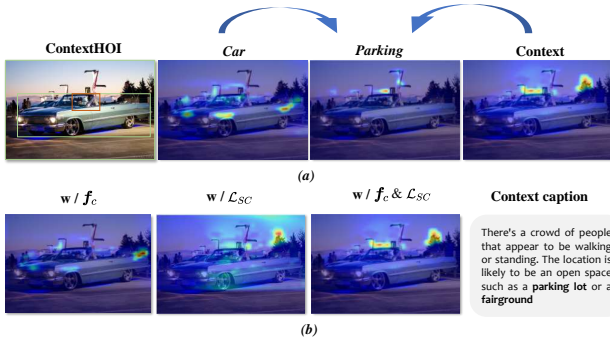 ContextHOI
Car
Parking
Context
(a)
w / f_c
w / L_SC
w / f_c & L_SC
Context caption
There's a crowd of people
that appear to be walking
or standing. The location is
likely to be an open space
such as a parking lot or a
fairground
(b)